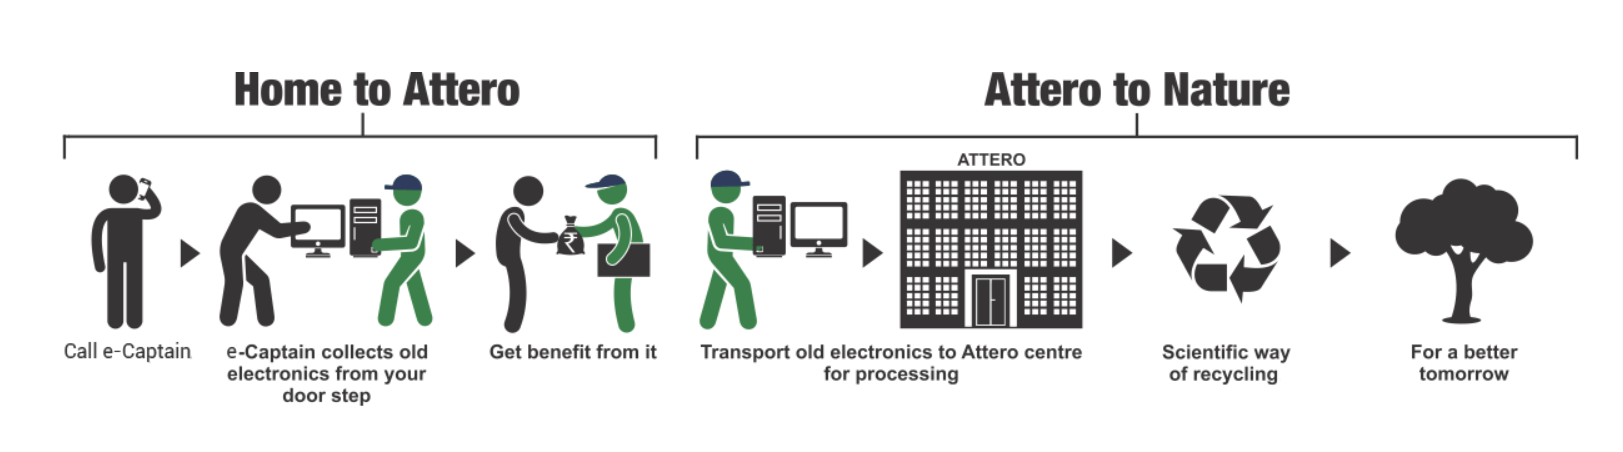 Home to Attero
Call e-Captain
e-Captain collects old
electronics from your
door step
₹
Get benefit from it
Attero to Nature
ATTERO
Transport old electronics to Attero centre
for processing
Scientific way
of recycling
For a better
tomorrow